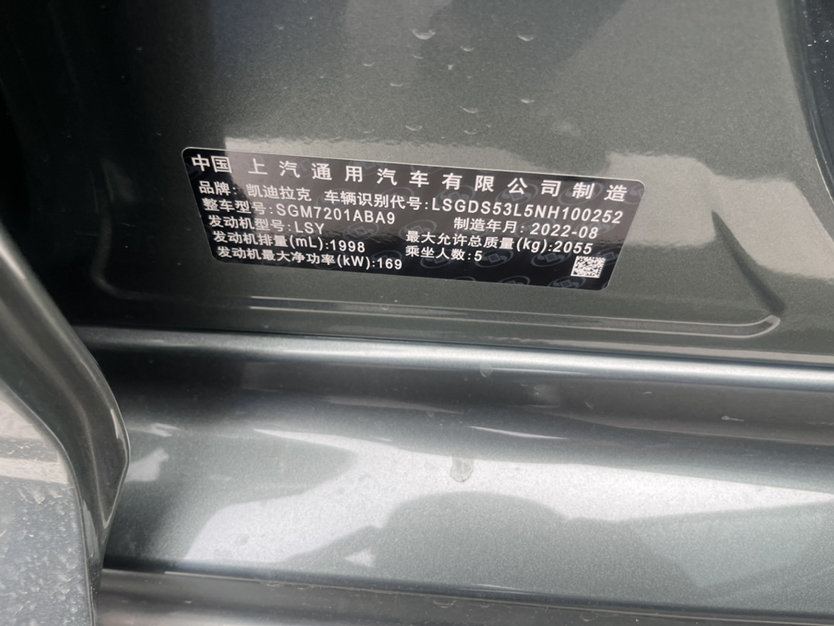 中国 上汽通用汽车有限公司制造
品牌:凯迪拉克 车辆识别代号:LSGDS53L5NH100252
整车型号:SGM7201ABA9 制造年月:2022-08
发动机型号:LSY 最大允许总质量(kg):2055
发动机排量(mL):1998 乘坐人数:5
发动机最大净功率(kW):169